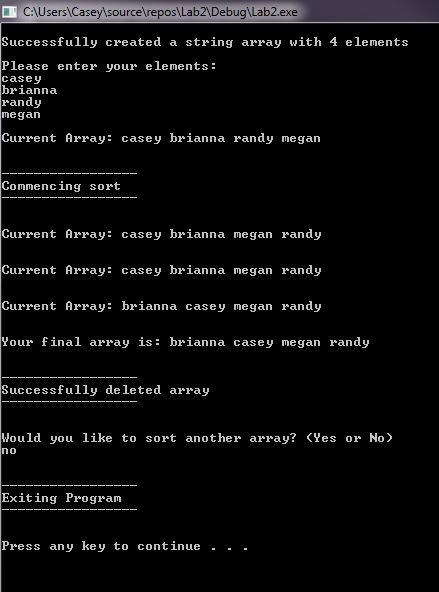 C:\Users\Casey\source\repos\Lab2\Debug\Lab2.exe
Successfully created a string array with 4 elements
Please enter your elements:
casey
brianna
randy
megan
Current Array: casey brianna randy megan
-----------------
Commencing sort
-----------------
Current Array: casey brianna megan randy
Current Array: casey brianna megan randy
Current Array: brianna casey megan randy
Your final array is: brianna casey megan randy
-----------------
Successfully deleted array
-----------------
Would you like to sort another array? (Yes or No)
no
-----------------
Exiting Program
-----------------
Press any key to continue . . .